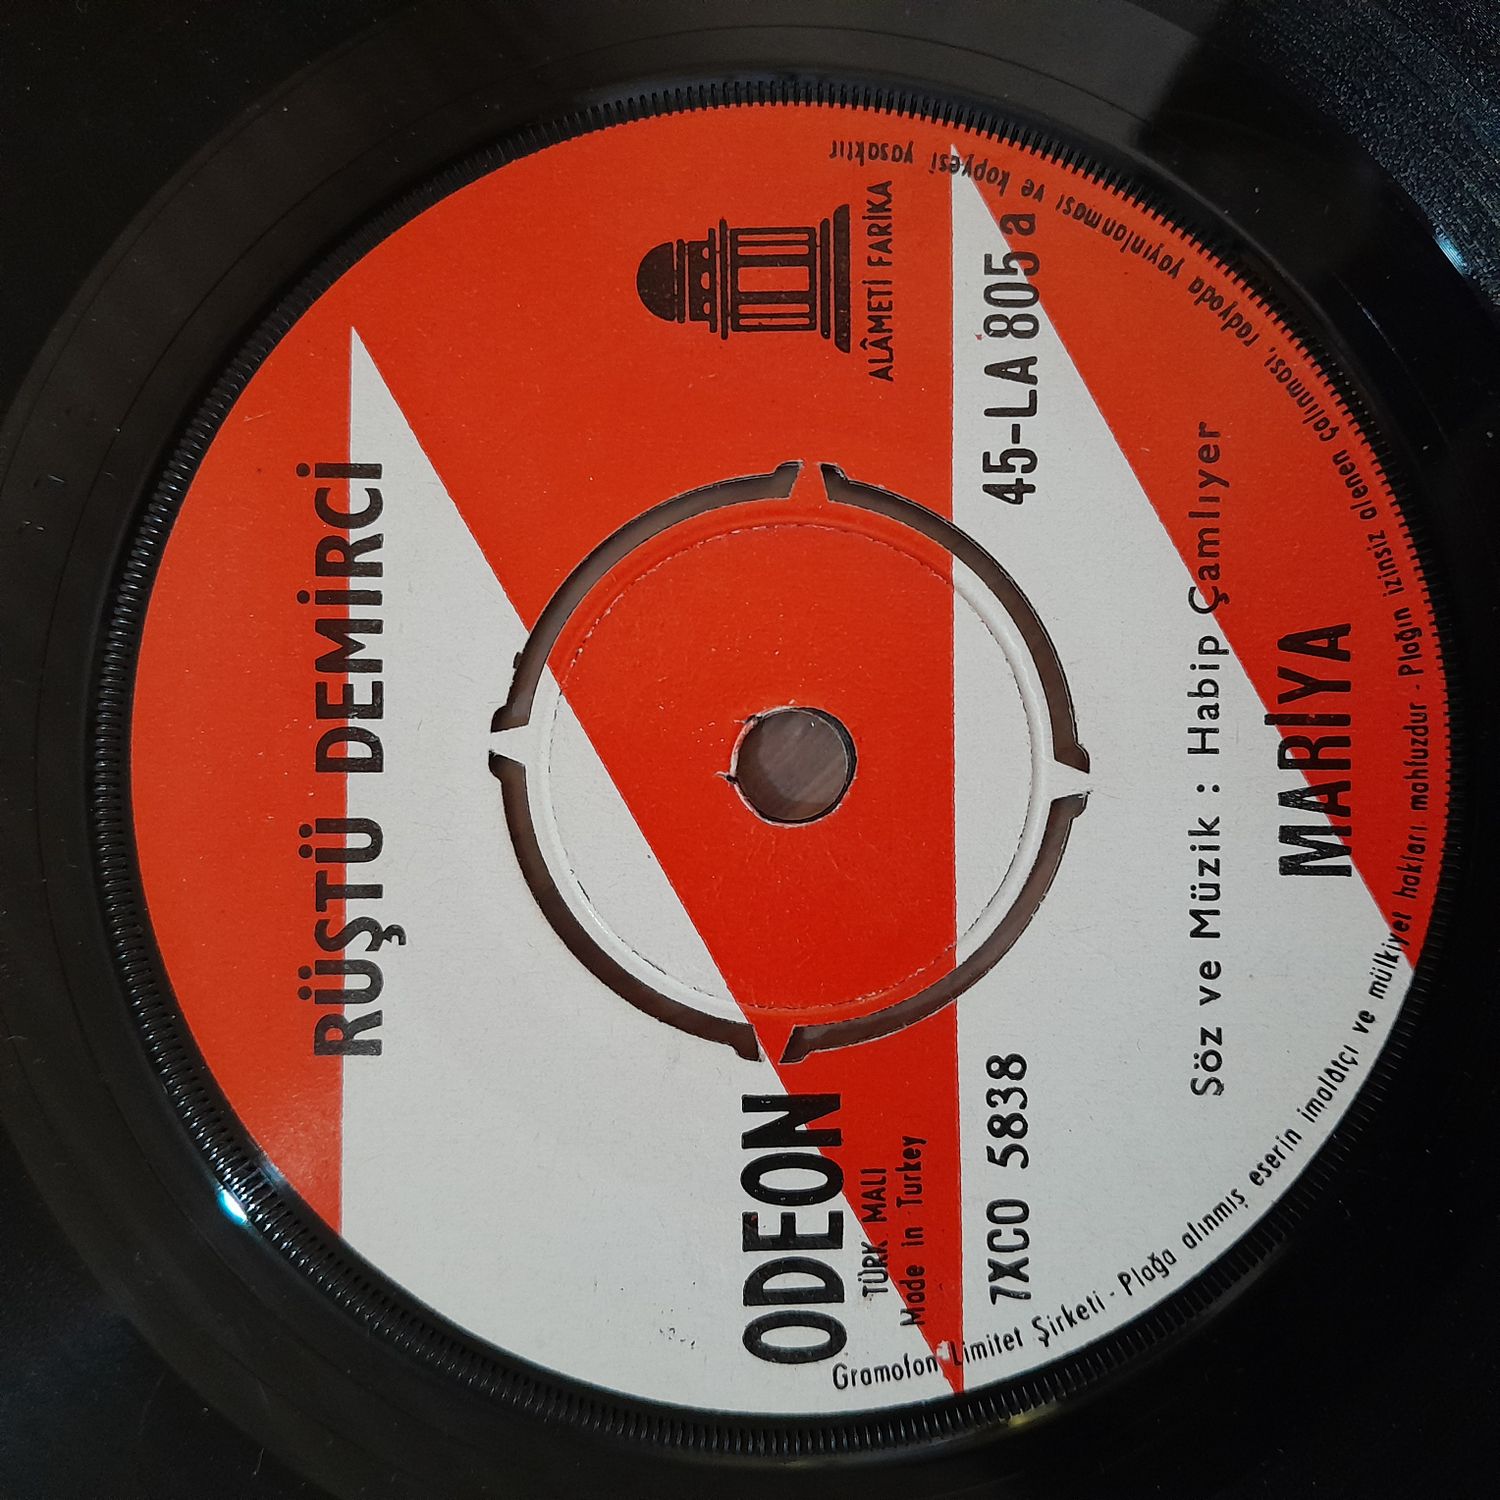 RÜŞTÜ DEMİRCİ
ODEON
TÜRK MALI
Made in Turkey
ALÂMETİ FARİKA
7XCO 5838
45-LA 805 a
Şöz ve Müzik : Habip Çamlıyer
MARİYA
Gramofon Limitet Şirketi - Plağa alınmış eserin imalâtçı ve mülkiyet hakları mahfuzdur - Plağın izinsiz alenen çalınması, radyoda yayınlanması ve kopyesi yasaktır